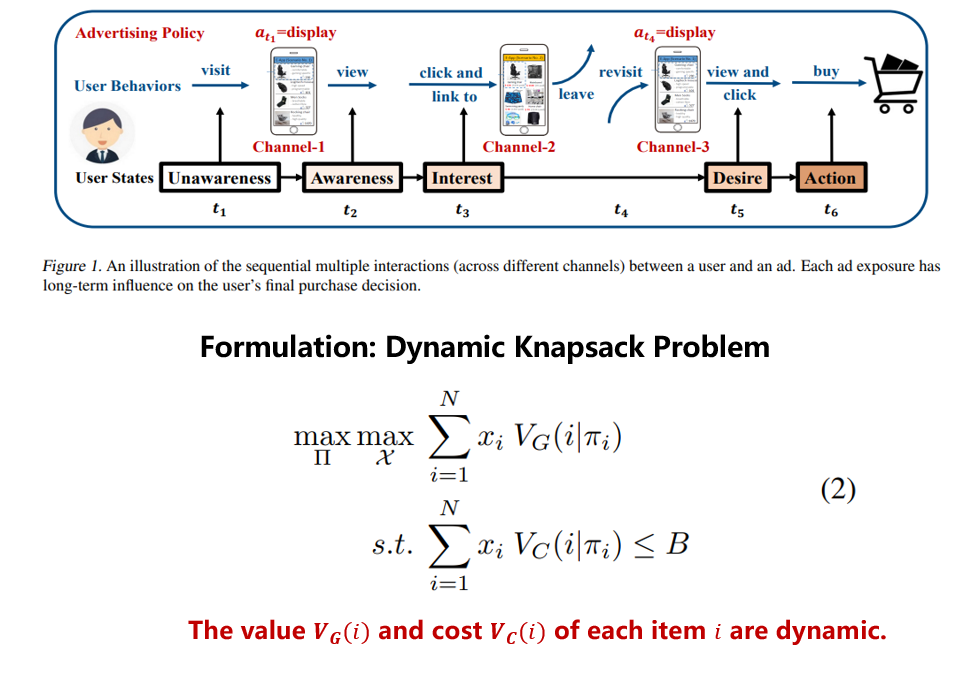 Advertising Policy
a_{t_1}=display
a_{t_4}=display
User Behaviors
visit
view
click and
link to
leave
revisit
view and
click
buy
Channel-1
Channel-2
Channel-3
User States
Unawareness
Awareness
Interest
Desire
Action
t_1
t_2
t_3
t_4
t_5
t_6
Figure 1. An illustration of the sequential multiple interactions (across different channels) between a user and an ad. Each ad exposure has
long-term influence on the user's final purchase decision.
Formulation: Dynamic Knapsack Problem
\max_{\Pi} \max_{\mathcal{X}} \sum_{i=1}^{N} x_i V_G(i|\pi_i)
(2)
s.t. \sum_{i=1}^{N} x_i V_C(i|\pi_i) \leq B
The value V_G(i) and cost V_C(i) of each item i are dynamic.